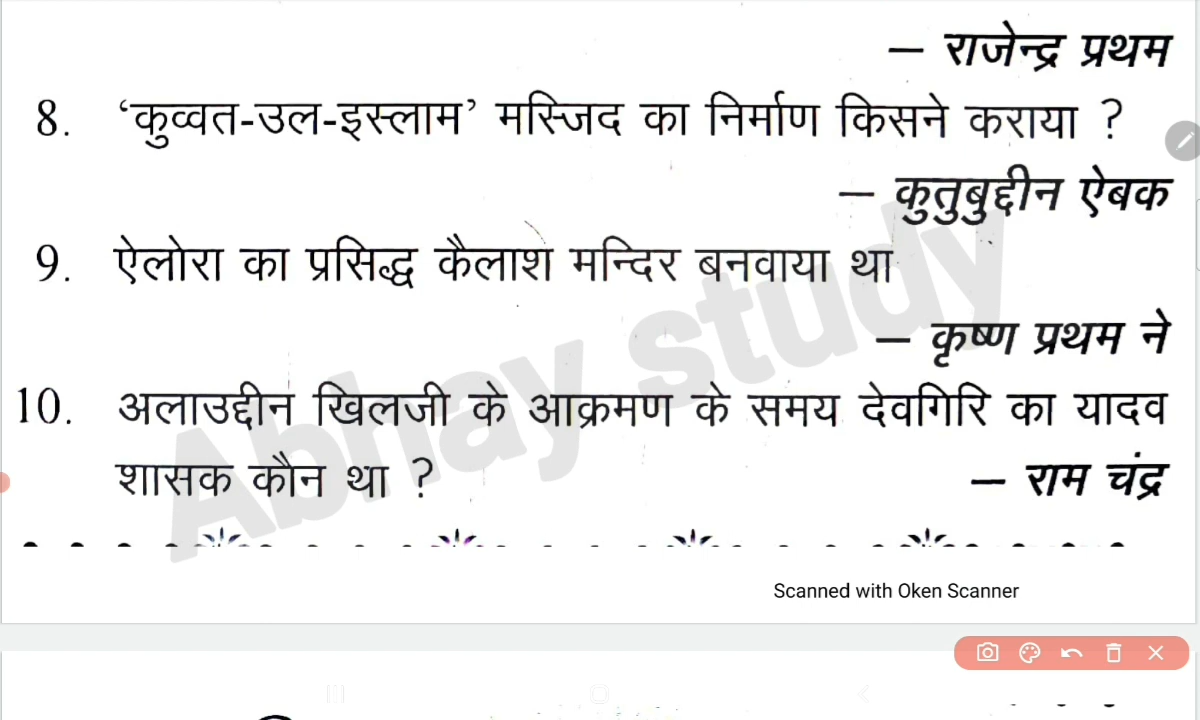 – राजेन्द्र प्रथम
8. ‘कुव्वत-उल-इस्लाम’ मस्जिद का निर्माण किसने कराया ?
– कुतुबुद्दीन ऐबक
9. ऐलोरा का प्रसिद्ध कैलाश मन्दिर बनवाया था
– कृष्ण प्रथम ने
10. अलाउद्दीन खिलजी के आक्रमण के समय देवगिरि का यादव
शासक कौन था ? – राम चंद्र
Abhay study
Scanned with Oken Scanner